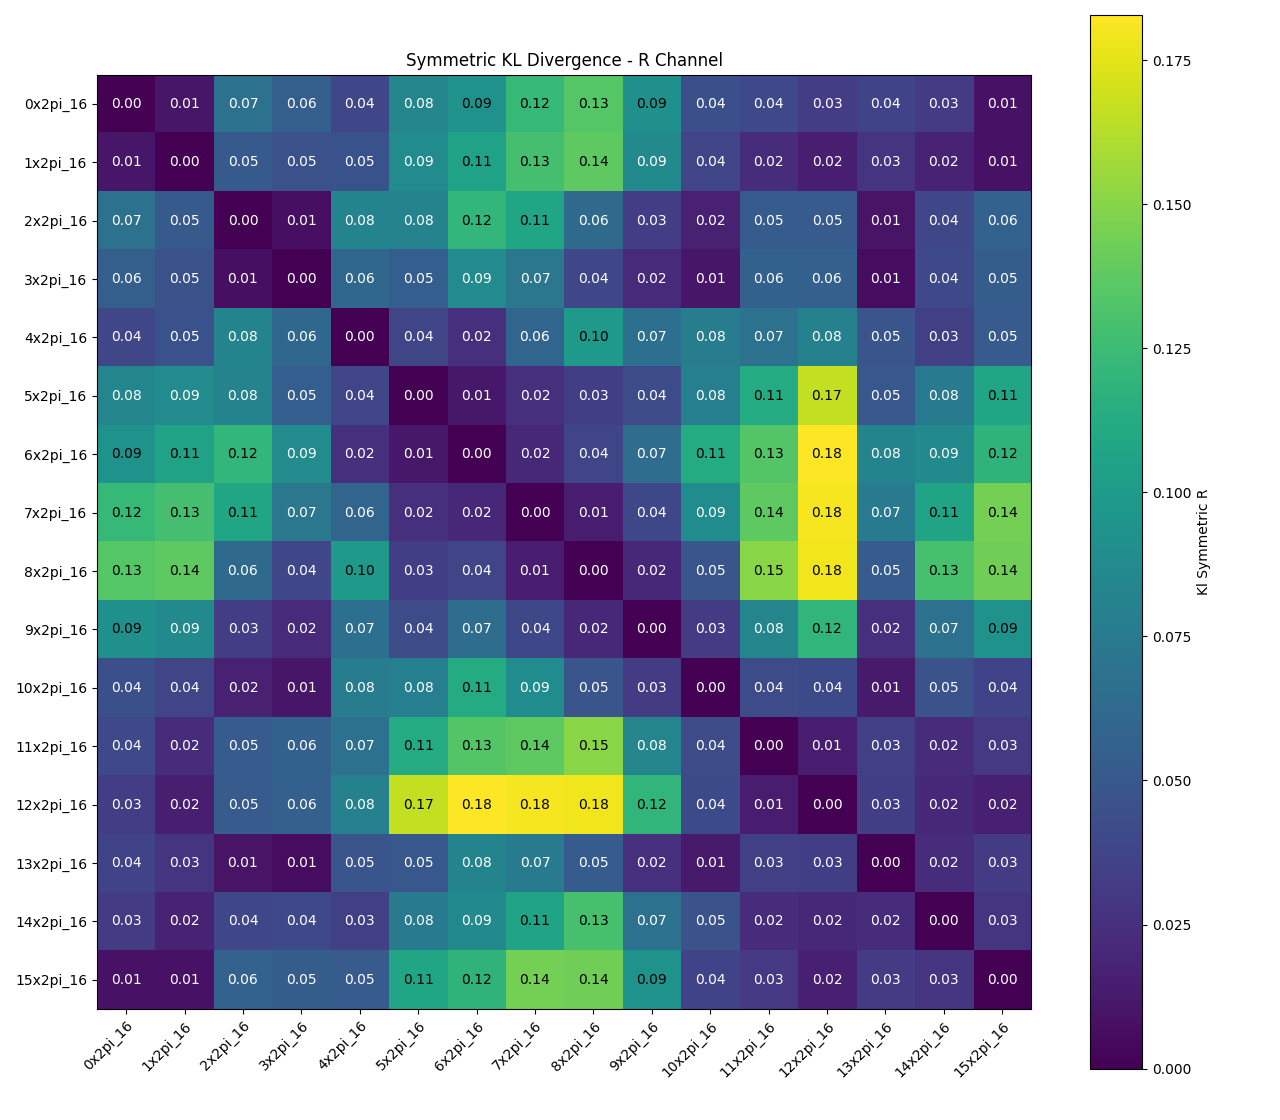 Symmetric KL Divergence - R Channel
0x2pi_16 0.00 0.01 0.07 0.06 0.04 0.08 0.09 0.12 0.13 0.09 0.04 0.04 0.03 0.04 0.03 0.01
1x2pi_16 0.01 0.00 0.05 0.05 0.05 0.09 0.11 0.13 0.14 0.09 0.04 0.02 0.02 0.03 0.02 0.01
2x2pi_16 0.07 0.05 0.00 0.01 0.08 0.08 0.12 0.11 0.06 0.03 0.02 0.05 0.05 0.01 0.04 0.06
3x2pi_16 0.06 0.05 0.01 0.00 0.06 0.05 0.09 0.07 0.04 0.02 0.01 0.06 0.06 0.01 0.04 0.05
4x2pi_16 0.04 0.05 0.08 0.06 0.00 0.04 0.02 0.06 0.10 0.07 0.08 0.07 0.08 0.05 0.03 0.05
5x2pi_16 0.08 0.09 0.08 0.05 0.04 0.00 0.01 0.02 0.03 0.04 0.08 0.11 0.17 0.05 0.08 0.11
6x2pi_16 0.09 0.11 0.12 0.09 0.02 0.01 0.00 0.02 0.04 0.07 0.11 0.13 0.18 0.08 0.09 0.12
7x2pi_16 0.12 0.13 0.11 0.07 0.06 0.02 0.02 0.00 0.01 0.04 0.09 0.14 0.18 0.07 0.11 0.14
8x2pi_16 0.13 0.14 0.06 0.04 0.10 0.03 0.04 0.01 0.00 0.02 0.05 0.15 0.18 0.05 0.13 0.14
9x2pi_16 0.09 0.09 0.03 0.02 0.07 0.04 0.07 0.04 0.02 0.00 0.03 0.08 0.12 0.02 0.07 0.09
10x2pi_16 0.04 0.04 0.02 0.01 0.08 0.08 0.11 0.09 0.05 0.03 0.00 0.04 0.04 0.01 0.05 0.04
11x2pi_16 0.04 0.02 0.05 0.06 0.07 0.11 0.13 0.14 0.15 0.08 0.04 0.00 0.01 0.03 0.02 0.03
12x2pi_16 0.03 0.02 0.05 0.06 0.08 0.17 0.18 0.18 0.18 0.12 0.04 0.01 0.00 0.03 0.02 0.02
13x2pi_16 0.04 0.03 0.01 0.01 0.05 0.05 0.08 0.07 0.05 0.02 0.01 0.03 0.03 0.00 0.02 0.03
14x2pi_16 0.03 0.02 0.04 0.04 0.03 0.08 0.09 0.11 0.13 0.07 0.05 0.02 0.02 0.02 0.00 0.03
15x2pi_16 0.01 0.01 0.06 0.05 0.05 0.11 0.12 0.14 0.14 0.09 0.04 0.03 0.02 0.03 0.03 0.00
0x2pi_16 1x2pi_16 2x2pi_16 3x2pi_16 4x2pi_16 5x2pi_16 6x2pi_16 7x2pi_16 8x2pi_16 9x2pi_16 10x2pi_16 11x2pi_16 12x2pi_16 13x2pi_16 14x2pi_16 15x2pi_16
0.175
0.150
0.125
0.100
0.075
0.050
0.025
0.000
Kl Symmetric R